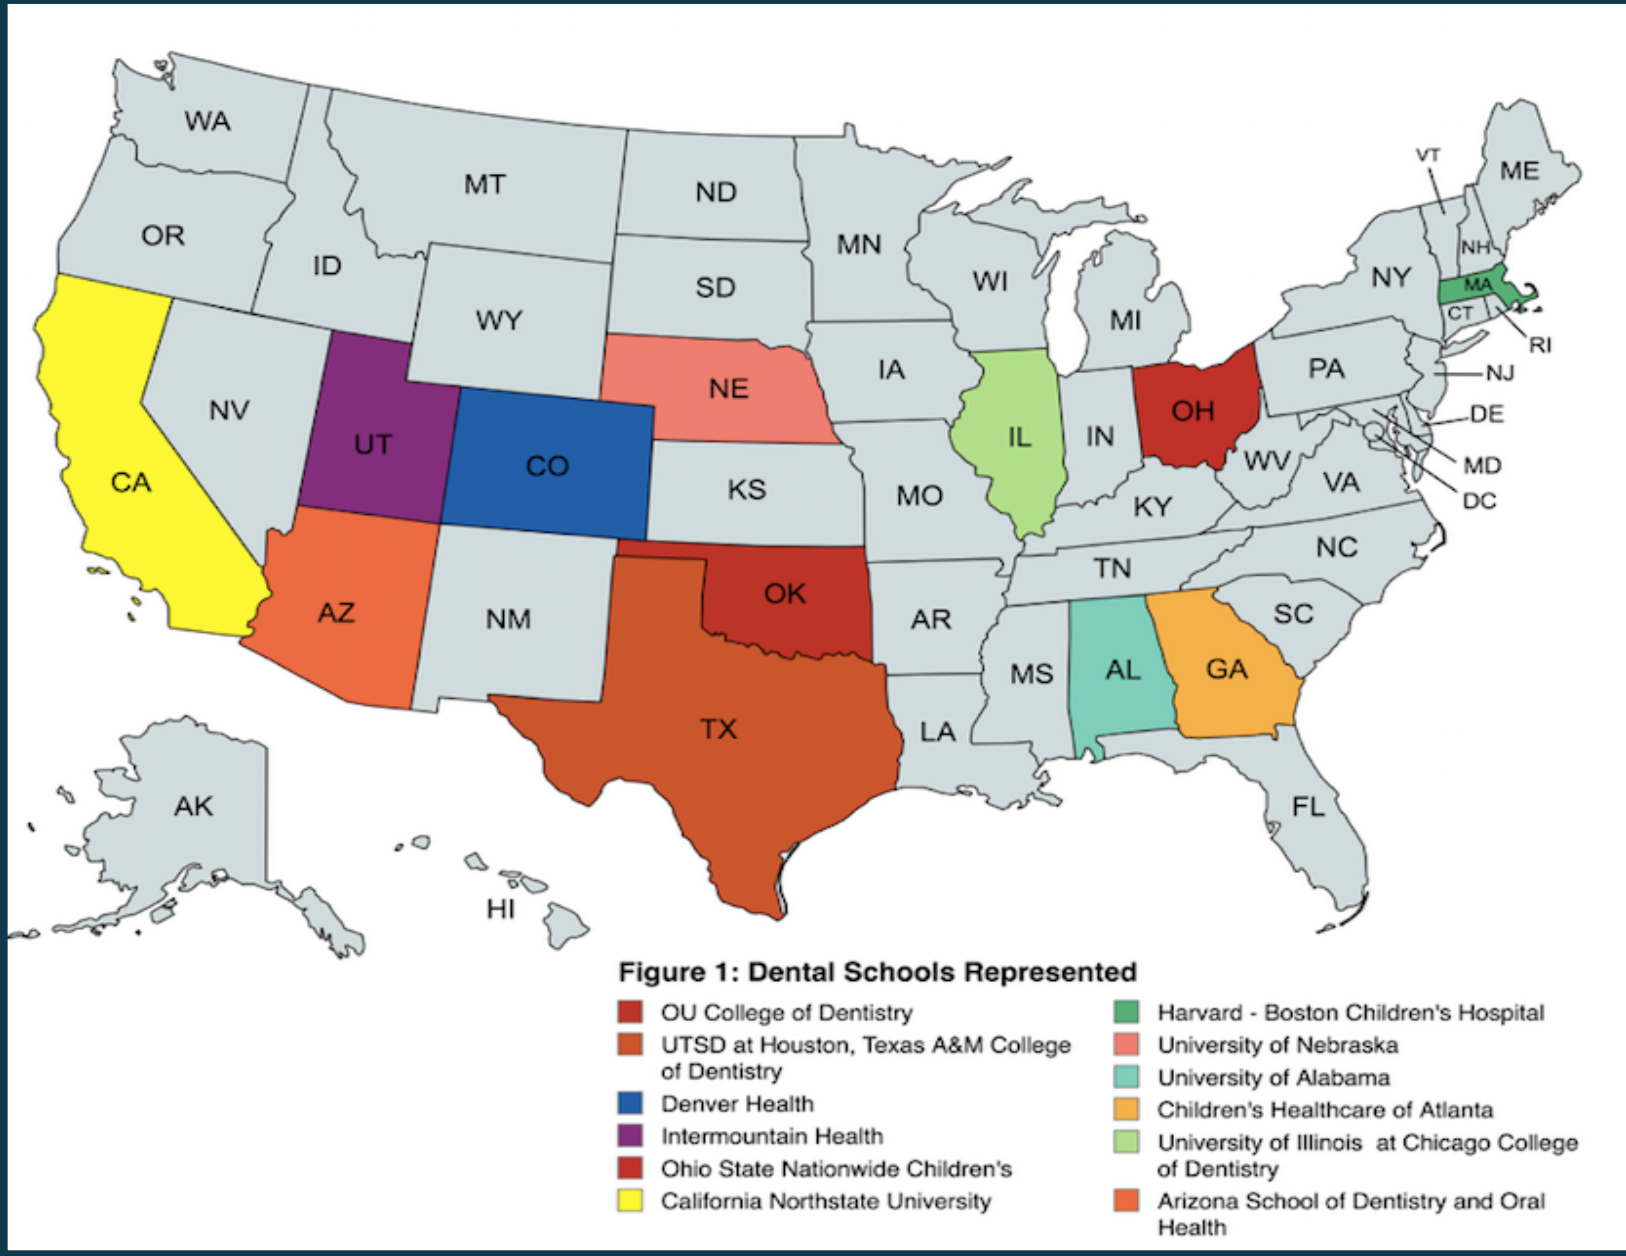 WA
VT
ME
MT
ND
OR
MN
NH
ID
WI
NY
SD
MA
WY
CT
MI
RI
IA
PA
NJ
NE
NV
OH
DE
UT
IL
IN
CO
WV
MD
CA
KS
MO
VA
DC
KY
NC
TN
OK
AZ
NM
AR
SC
MS
AL
GA
TX
LA
AK
FL
HI
Figure 1: Dental Schools Represented
OU College of Dentistry
UTSD at Houston, Texas A&M College
of Dentistry
Denver Health
Intermountain Health
Ohio State Nationwide Children's
California Northstate University
Harvard - Boston Children's Hospital
University of Nebraska
University of Alabama
Children's Healthcare of Atlanta
University of Illinois at Chicago College
of Dentistry
Arizona School of Dentistry and Oral
Health